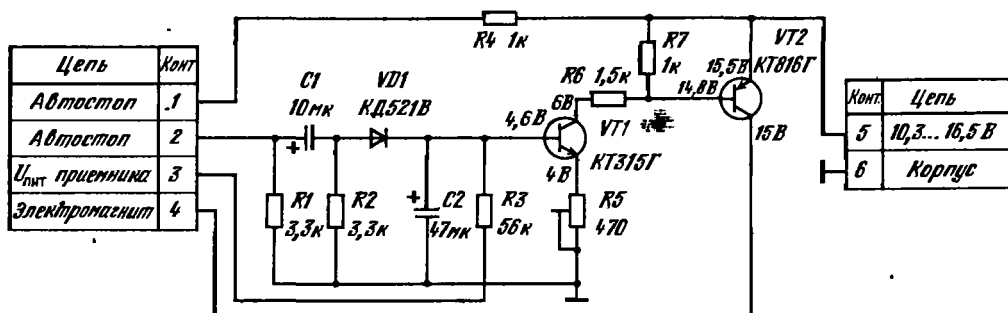 R4 1к
Цепь Конт
Автостоп 1
Автостоп 2
Uпит приемника 3
Электромагнит 4
C1
10мк
VD1
КД521В
R1
3,3к
R2
3,3к
C2
47мк
R3
56к
4,6В
6В
4В
VT1
КТ315Г
R5
470
R6
1,5к
R7
1к
14,8В
15,5В
VT2
КТ816Г
15В
Конт. Цепь
5 10,3...16,5В
6 Корпус